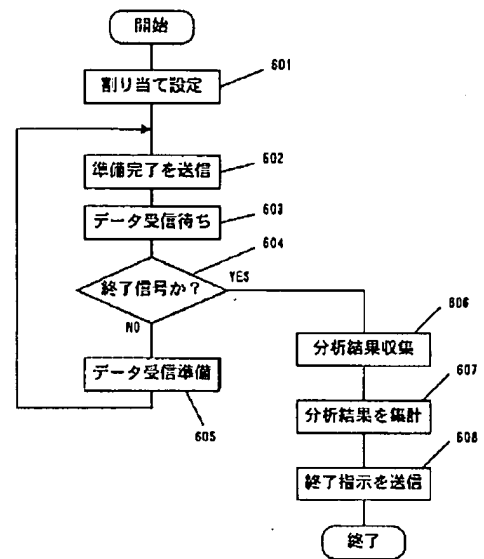 開始
割り当て設定
601
準備完了を送信
602
データ受信待ち
603
終了信号か？
604
YES
NO
データ受信準備
605
分析結果収集
606
分析結果を集計
607
終了指示を送信
608
終了